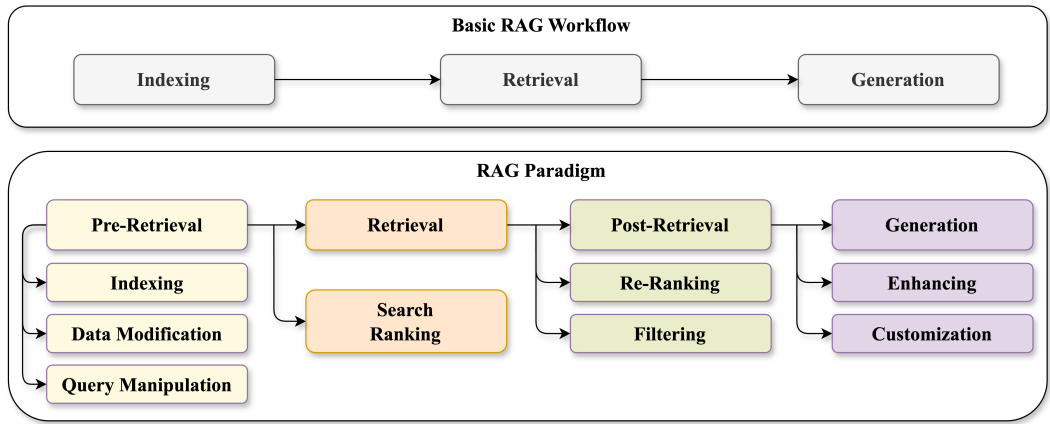 Basic RAG Workflow
Indexing
Retrieval
Generation
RAG Paradigm
Pre-Retrieval
Retrieval
Post-Retrieval
Generation
Indexing
Re-Ranking
Enhancing
Search
Ranking
Data Modification
Filtering
Customization
Query Manipulation